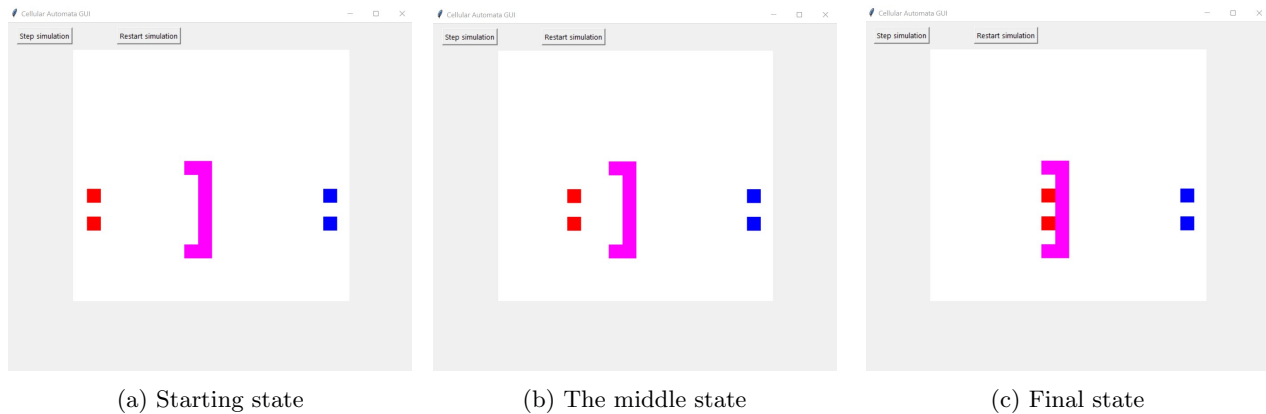 Cellular Automata GUI
Step simulation Restart simulation
Cellular Automata GUI
Step simulation Restart simulation
Cellular Automata GUI
Step simulation Restart simulation
(a) Starting state
(b) The middle state
(c) Final state